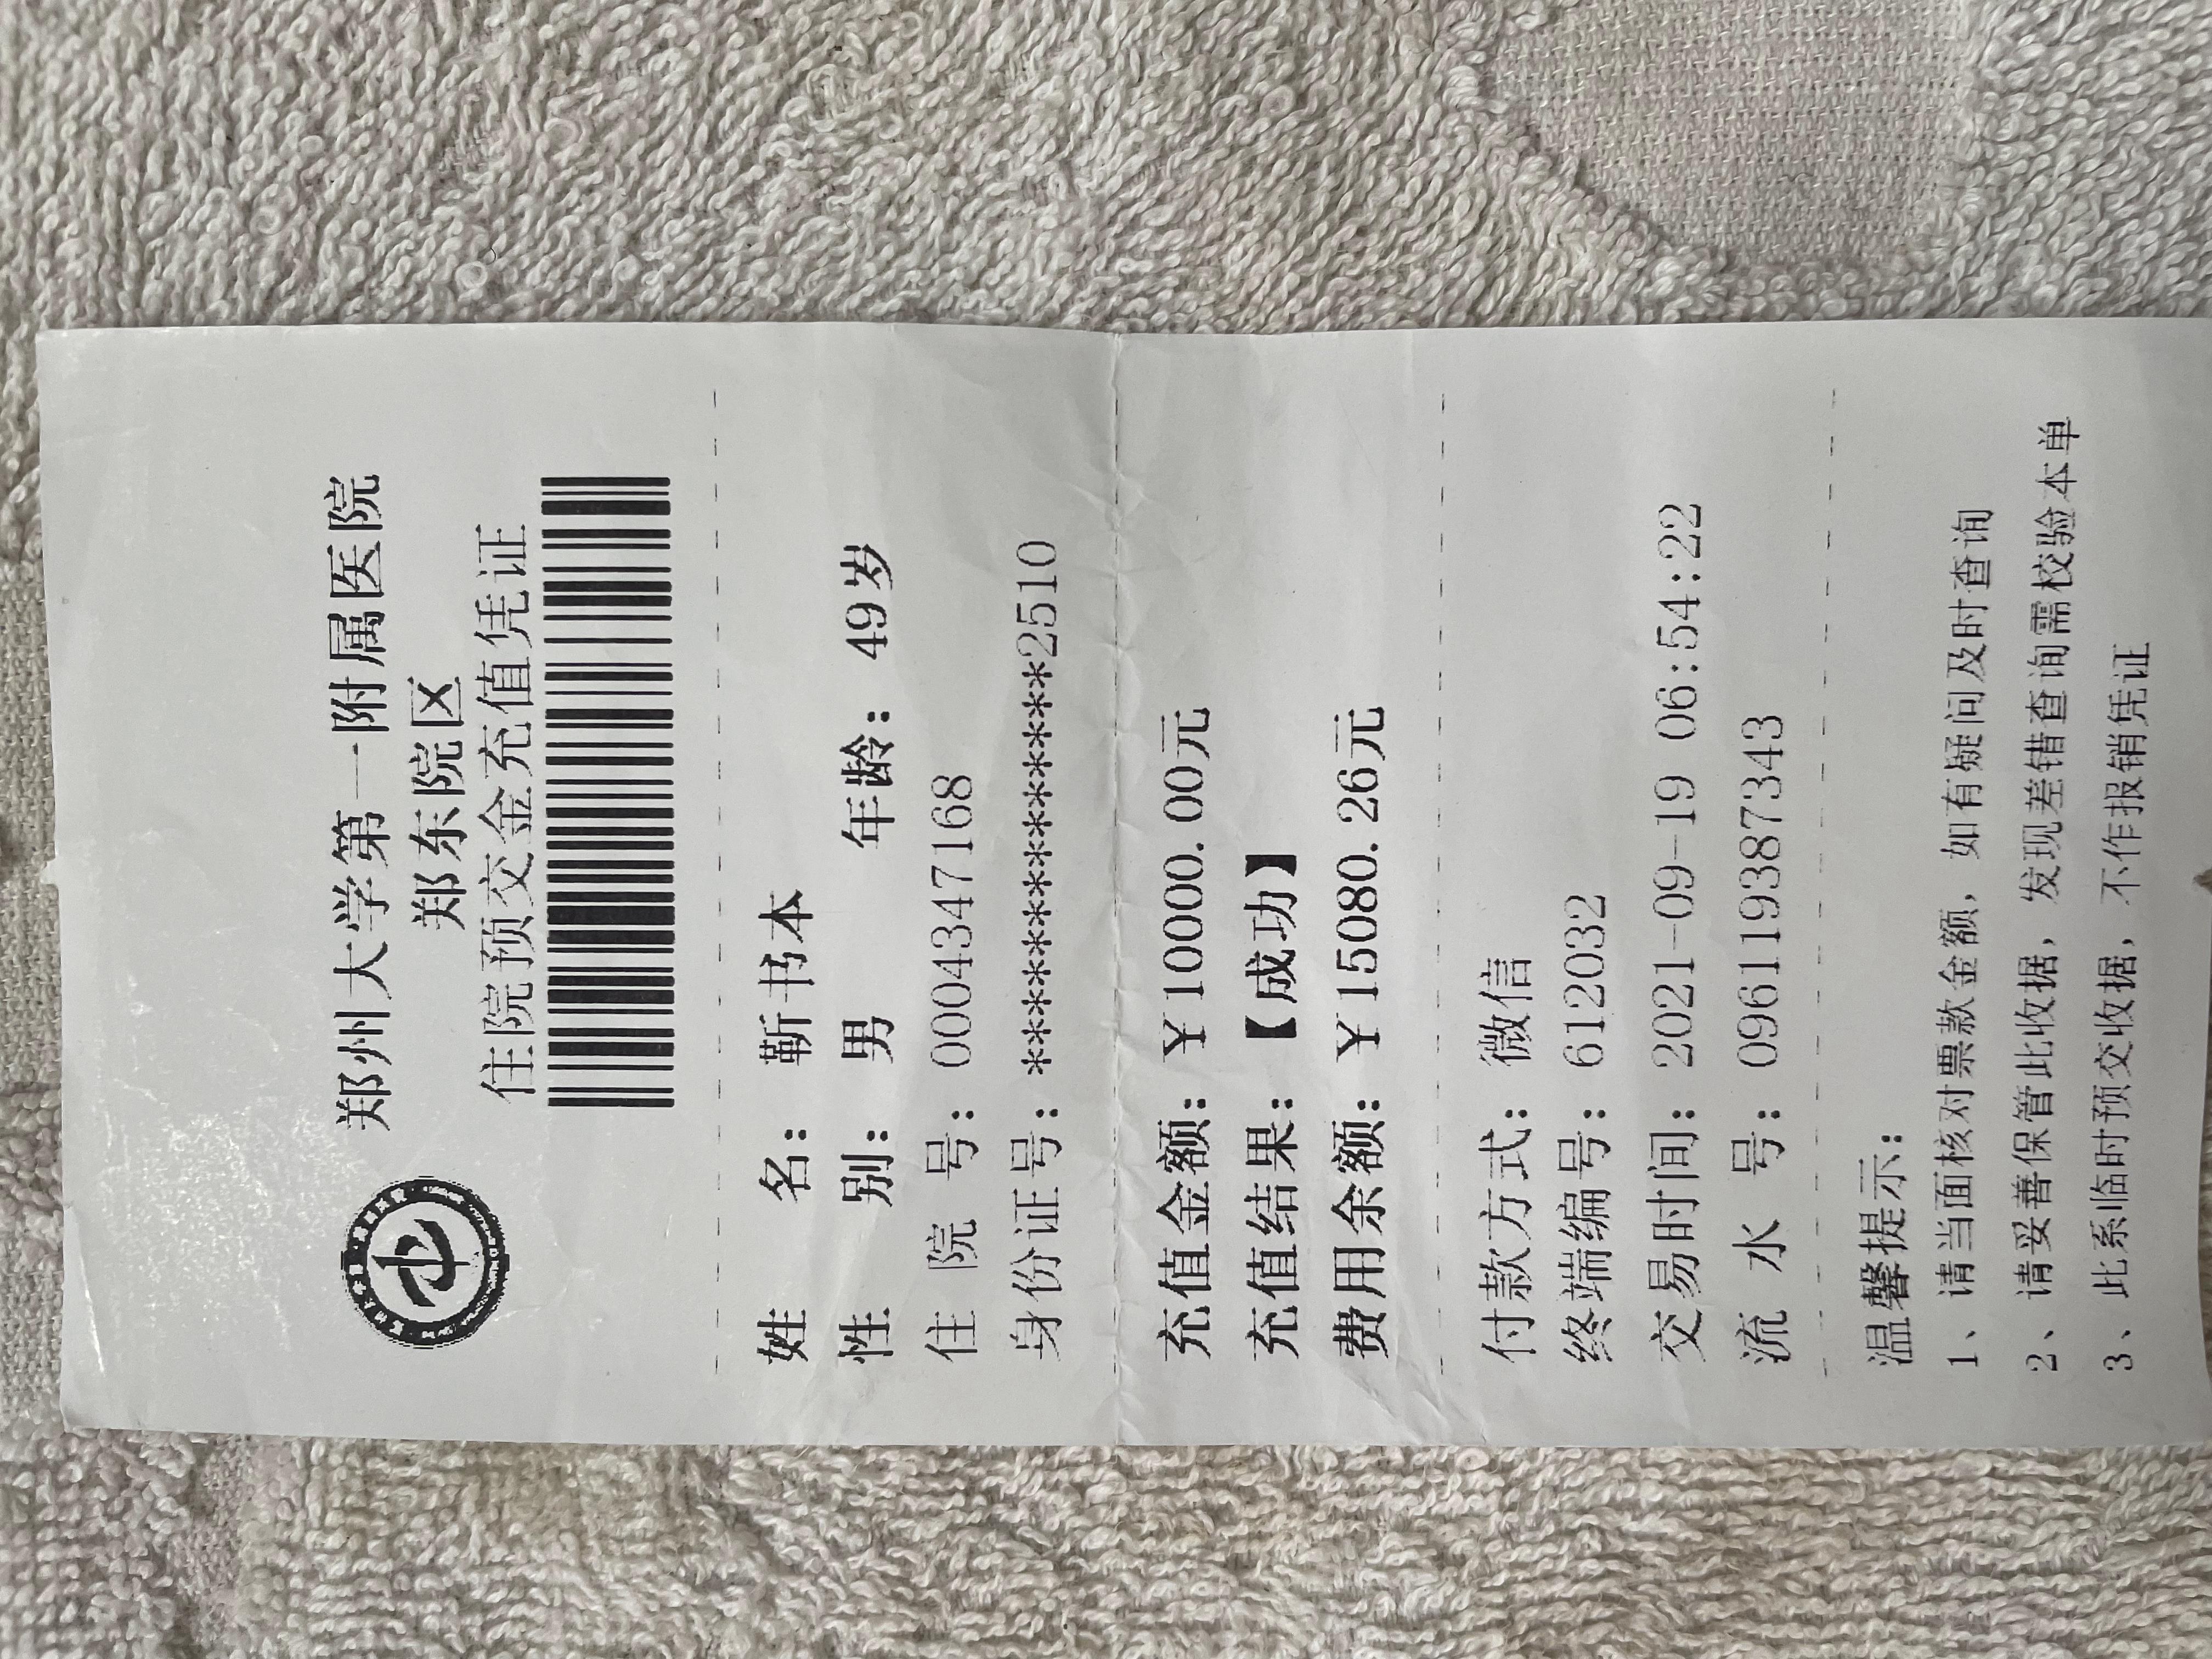 郑州大学第一附属医院
郑东院区
住院预交金充值凭证
姓 名: 靳书本
性 别: 男 年龄: 49岁
住 院 号: 0004347168
身份证号: *************25510
充值金额: ￥10000.00元
充值结果:【成功】
费用余额: ￥15080.26元
付款方式: 微信
终端编号: 612032
交易时间: 2021-09-19 06:54:22
流 水 号: 096119387343
温馨提示:
1、请当面核对票款金额, 如有疑问及时查询
2、请妥善保管此收据, 发现差错查询需校验本单
3、此系临时预交收据, 不作报销凭证